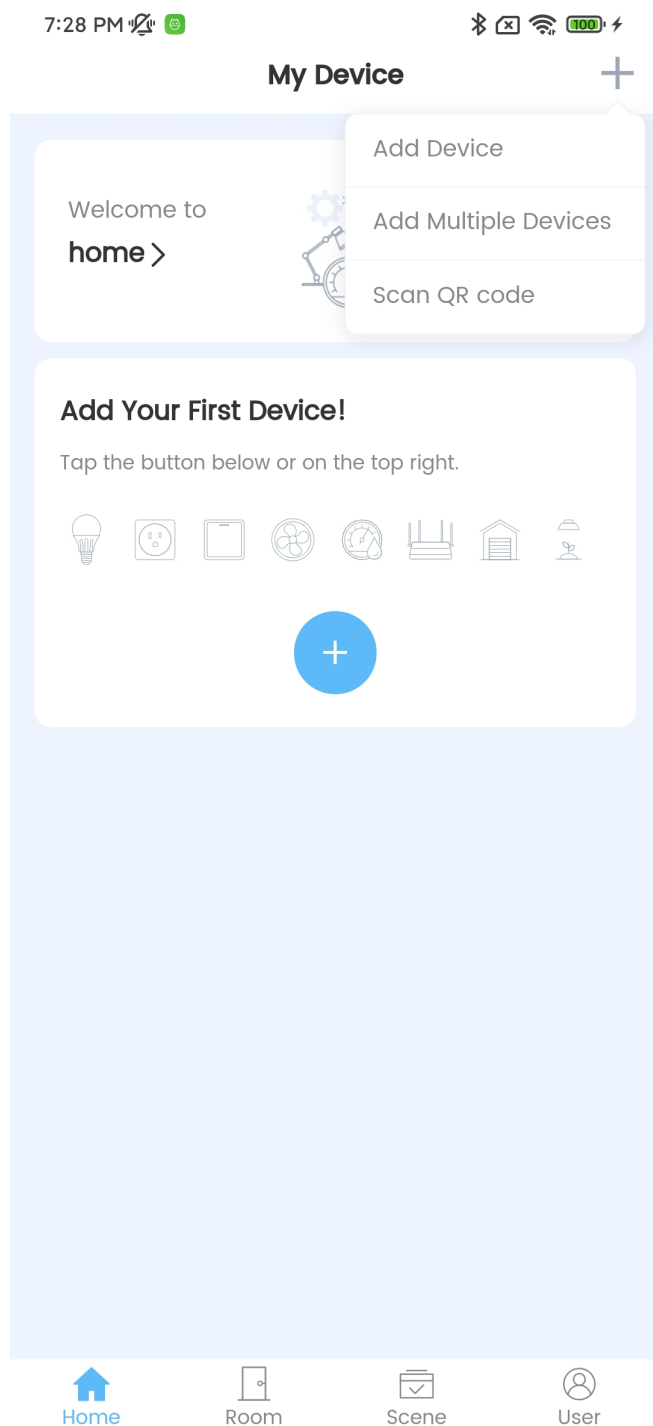 7:28 PM
100
My Device
Add Device
Add Multiple Devices
Scan QR code
Welcome to
home
Add Your First Device!
Tap the button below or on the top right.
Home
Room
Scene
User